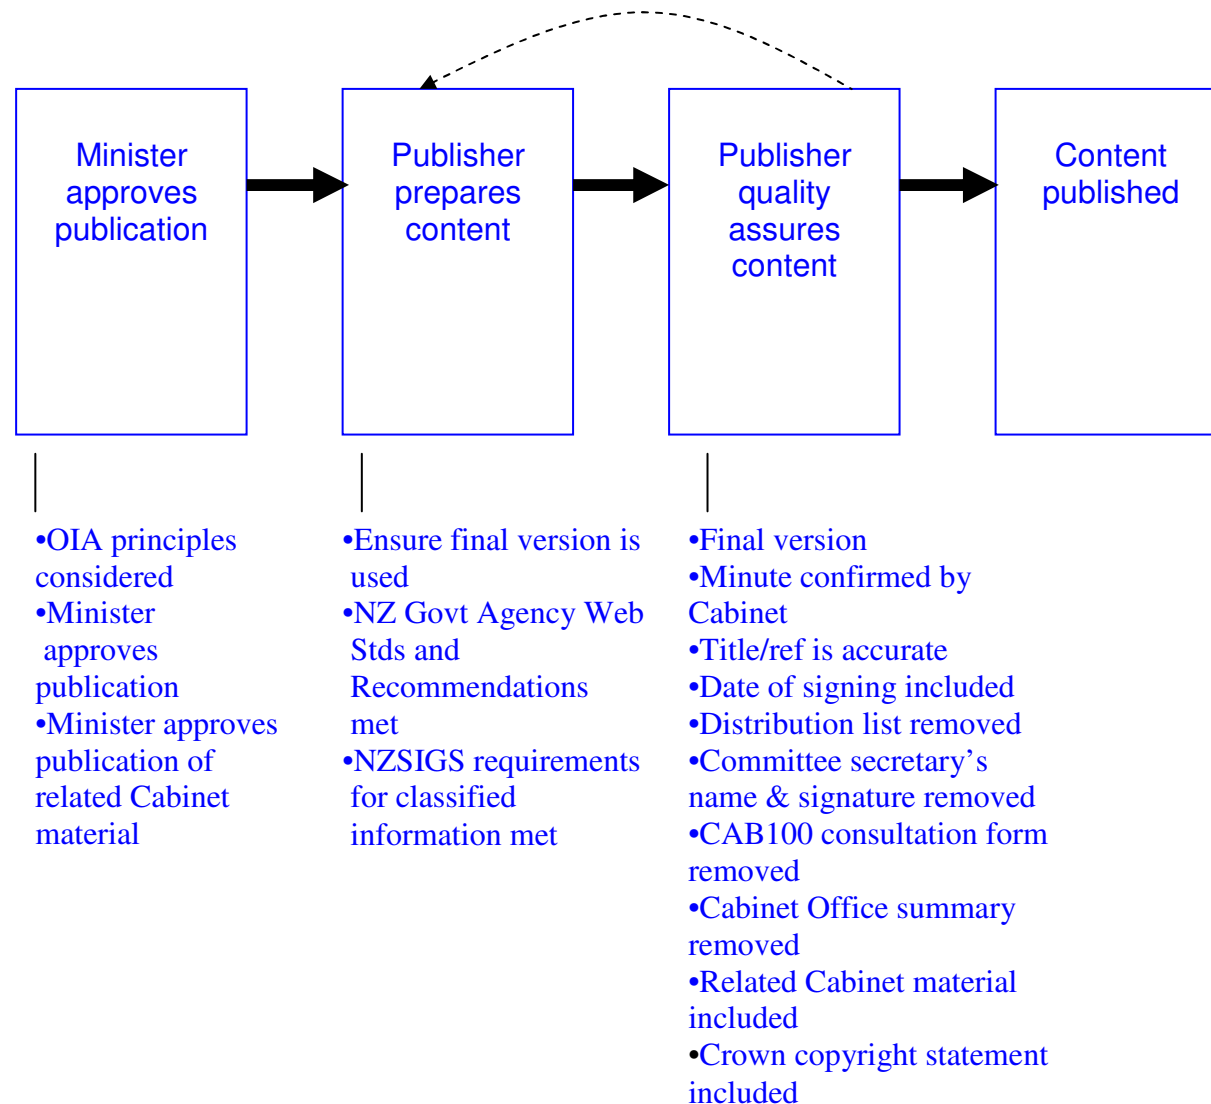 Minister
approves
publication
Publisher
prepares
content
Publisher
quality
assures
content
Content
published
•OIA principles
considered
•Minister
approves
publication
•Minister approves
publication of
related Cabinet
material
•Ensure final version is
used
•NZ Govt Agency Web
Stds and
Recommendations
met
•NZSIGS requirements
for classified
information met
•Final version
•Minute confirmed by
Cabinet
•Title/ref is accurate
•Date of signing included
•Distribution list removed
•Committee secretary’s
name & signature removed
•CAB100 consultation form
removed
•Cabinet Office summary
removed
•Related Cabinet material
included
•Crown copyright statement
included